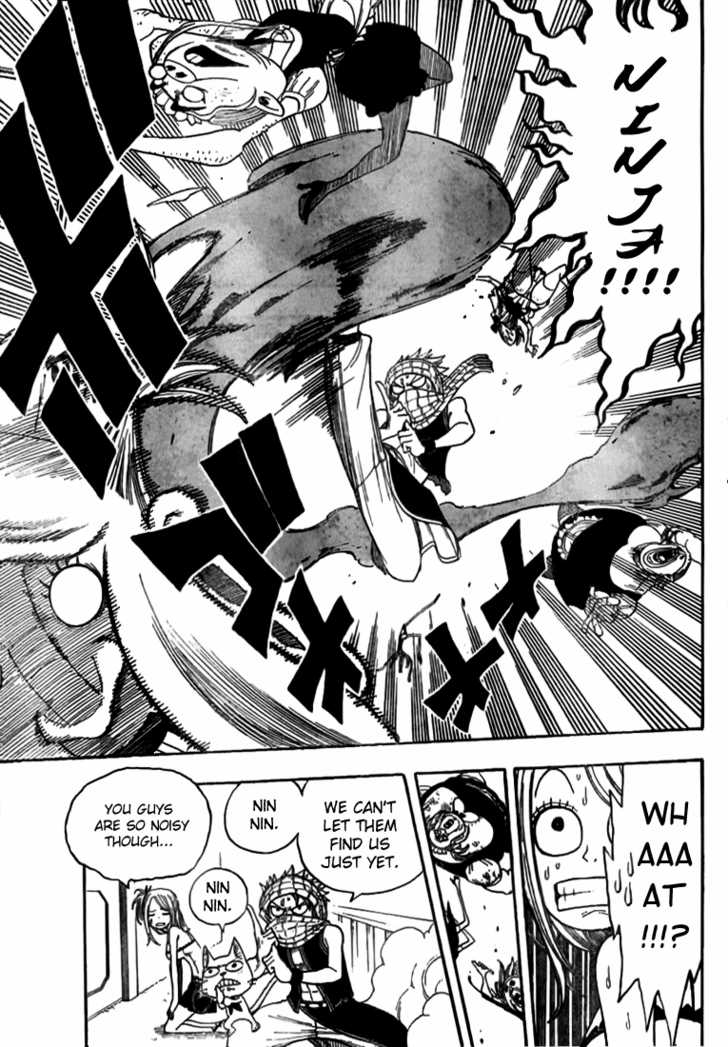 NINJA!!!!
WH
AAA
AT
!!!?
WE CAN'T
LET THEM
FIND US
JUST YET.
NIN
NIN.
NIN
NIN.
YOU GUYS
ARE SO NOISY
THOUGH...